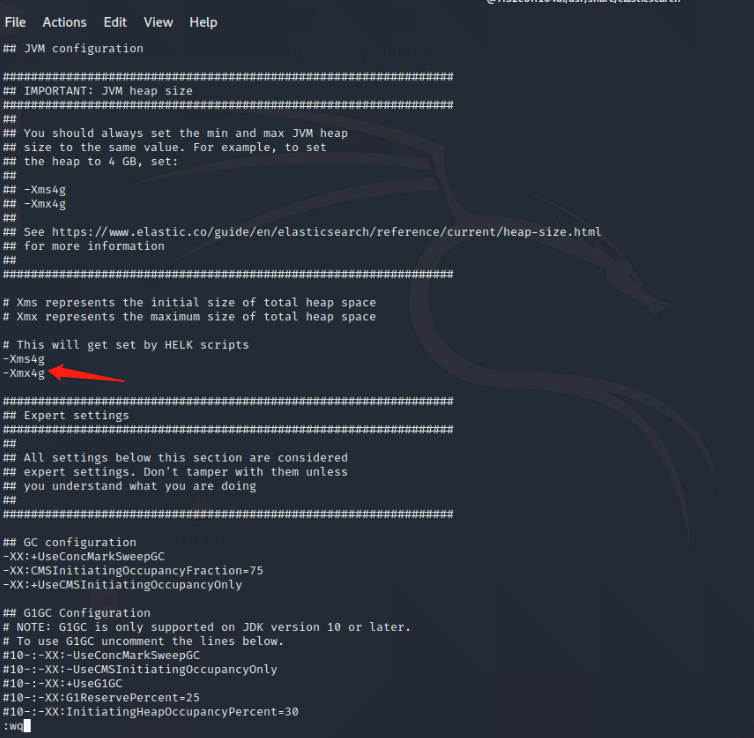 File Actions Edit View Help
## JVM configuration
################################################################
## IMPORTANT: JVM heap size
################################################################
##
## You should always set the min and max JVM heap
## size to the same value. For example, to set
## the heap to 4 GB, set:
##
## -Xms4g
## -Xmx4g
##
## See https://www.elastic.co/guide/en/elasticsearch/reference/current/heap-size.html
## for more information
##
################################################################
# Xms represents the initial size of total heap space
# Xmx represents the maximum size of total heap space
# This will get set by HELK scripts
-Xms4g
-Xmx4g
################################################################
## Expert settings
################################################################
##
## All settings below this section are considered
## expert settings. Don't tamper with them unless
## you understand what you are doing
##
################################################################
## GC configuration
-XX:+UseConcMarkSweepGC
-XX:CMSInitiatingOccupancyFraction=75
-XX:+UseCMSInitiatingOccupancyOnly
## G1GC Configuration
# NOTE: G1GC is only supported on JDK version 10 or later.
# To use G1GC uncomment the lines below.
#10-:-XX:-UseConcMarkSweepGC
#10-:-XX:-UseCMSInitiatingOccupancyOnly
#10-:-XX:+UseG1GC
#10-:-XX:G1ReservePercent=25
#10-:-XX:InitiatingHeapOccupancyPercent=30
:wq